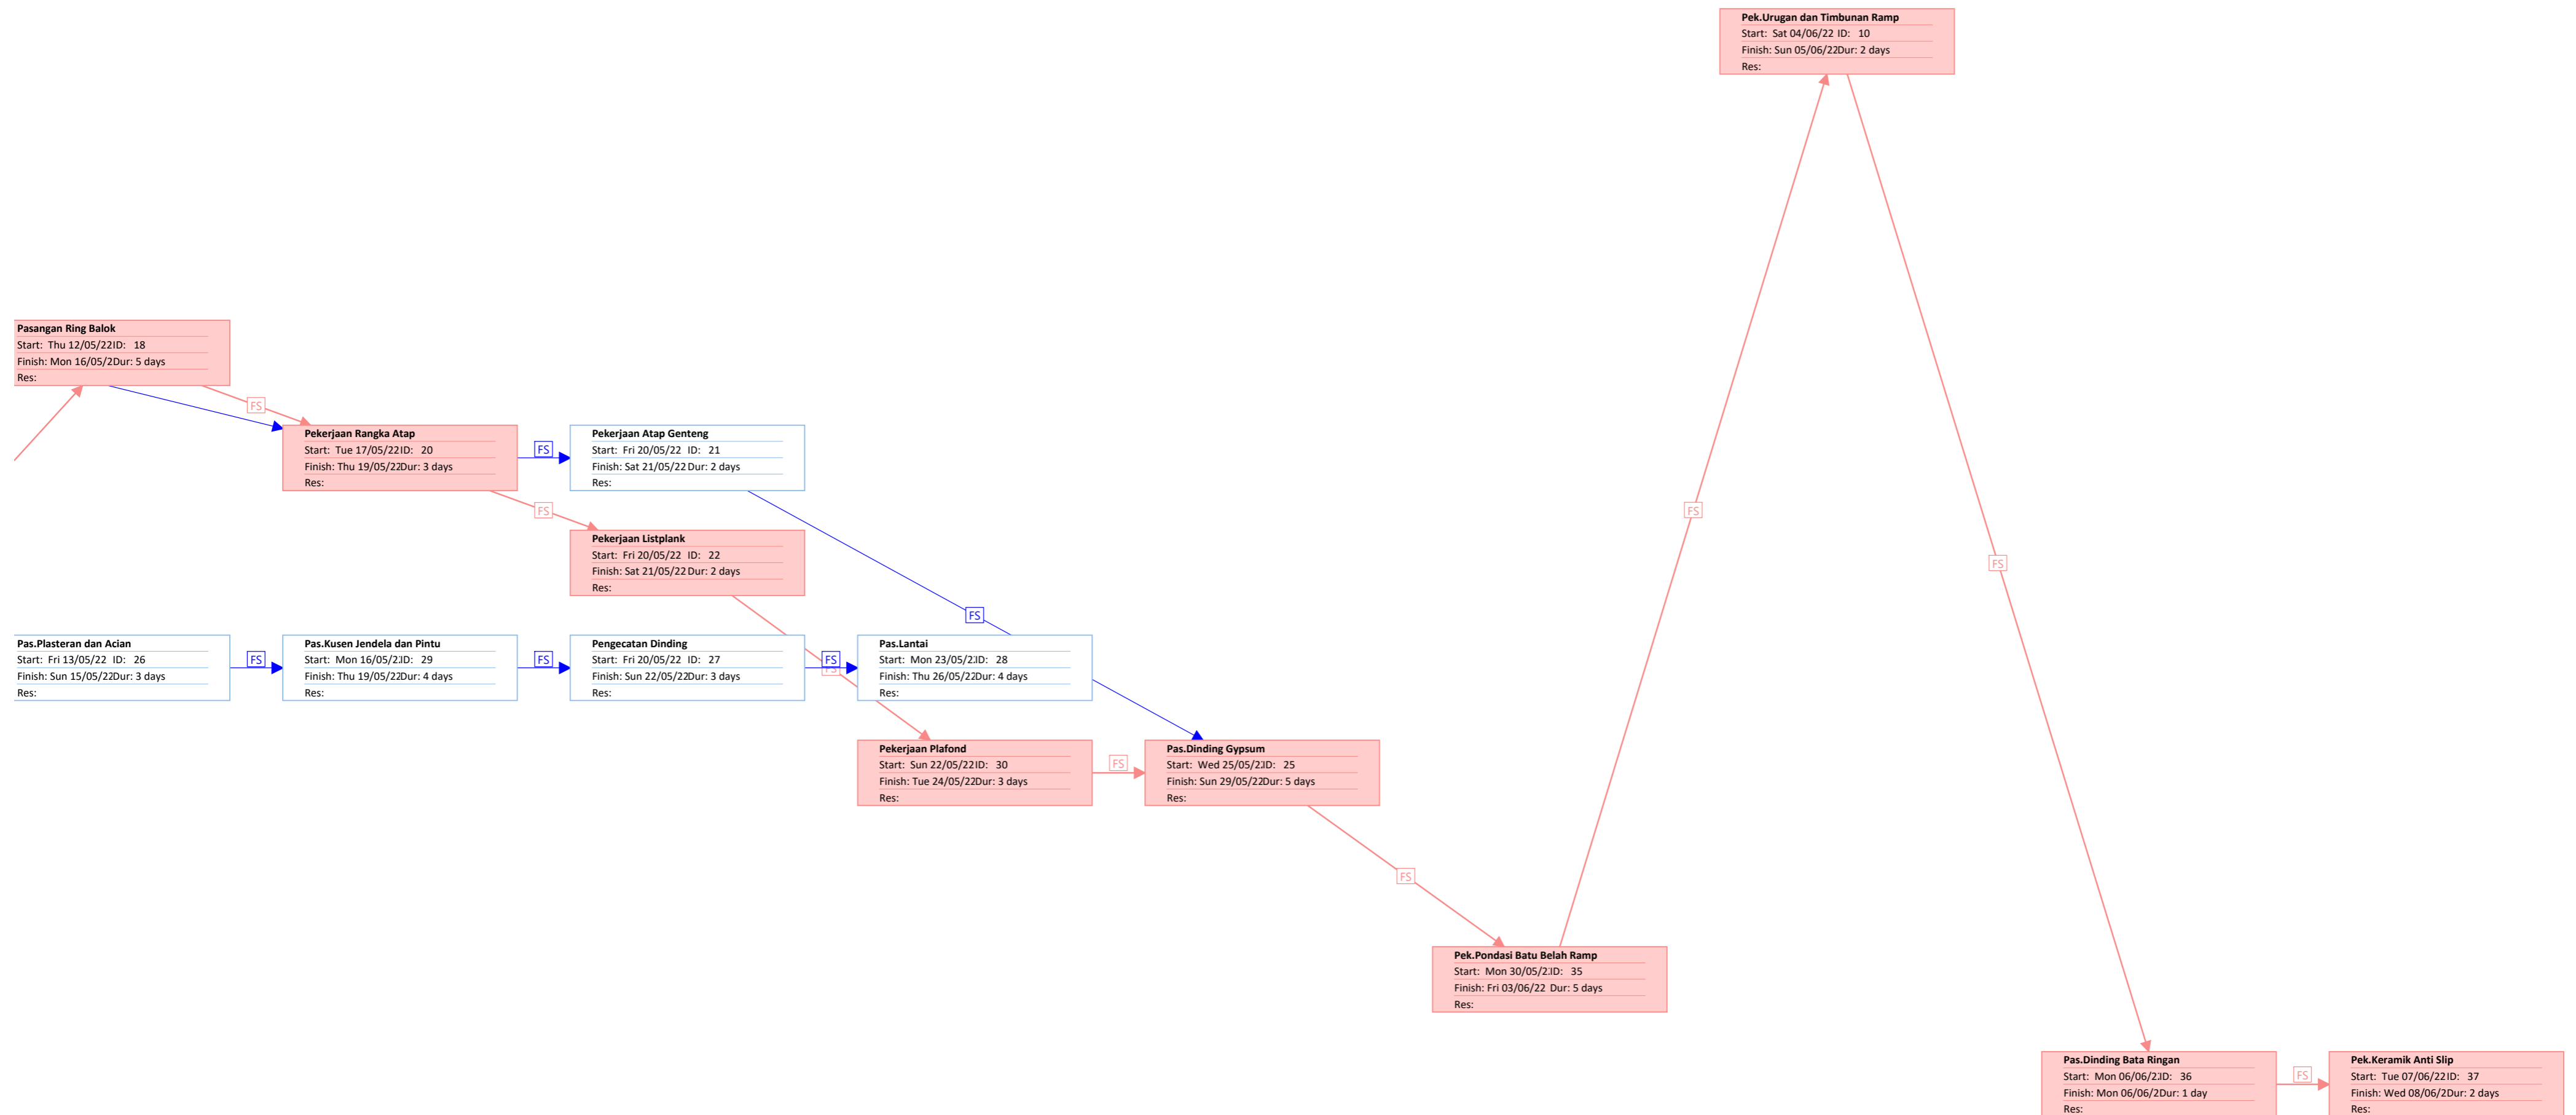 Pek.Urugan dan Timbunan Ramp
Start: Sat 04/06/22 ID: 10
Finish: Sun 05/06/22Dur: 2 days
Res:
Pasangan Ring Balok
Start: Thu 12/05/22ID: 18
Finish: Mon 16/05/2Dur: 5 days
Res:
FS
Pekerjaan Rangka Atap
Start: Tue 17/05/22ID: 20
Finish: Thu 19/05/22Dur: 3 days
Res:
FS
Pekerjaan Atap Genteng
Start: Fri 20/05/22 ID: 21
Finish: Sat 21/05/22 Dur: 2 days
Res:
FS
FS
Pekerjaan Listplank
Start: Fri 20/05/22 ID: 22
Finish: Sat 21/05/22 Dur: 2 days
Res:
FS
FS
Pas.Plasteran dan Acian
Start: Fri 13/05/22 ID: 26
Finish: Sun 15/05/22Dur: 3 days
Res:
FS
Pas.Kusen Jendela dan Pintu
Start: Mon 16/05/2ID: 29
Finish: Thu 19/05/22Dur: 4 days
Res:
FS
Pengecatan Dinding
Start: Fri 20/05/22 ID: 27
Finish: Sun 22/05/22Dur: 3 days
Res:
FS
FS
Pas.Lantai
Start: Mon 23/05/2ID: 28
Finish: Thu 26/05/22Dur: 4 days
Res:
Pekerjaan Plafond
Start: Sun 22/05/22ID: 30
Finish: Tue 24/05/22Dur: 3 days
Res:
FS
Pas.Dinding Gypsum
Start: Wed 25/05/2ID: 25
Finish: Sun 29/05/22Dur: 5 days
Res:
FS
Pek.Pondasi Batu Belah Ramp
Start: Mon 30/05/2ID: 35
Finish: Fri 03/06/22 Dur: 5 days
Res:
Pas.Dinding Bata Ringan
Start: Mon 06/06/2ID: 36
Finish: Mon 06/06/2Dur: 1 day
Res:
FS
Pek.Keramik Anti Slip
Start: Tue 07/06/22ID: 37
Finish: Wed 08/06/2Dur: 2 days
Res:
FS